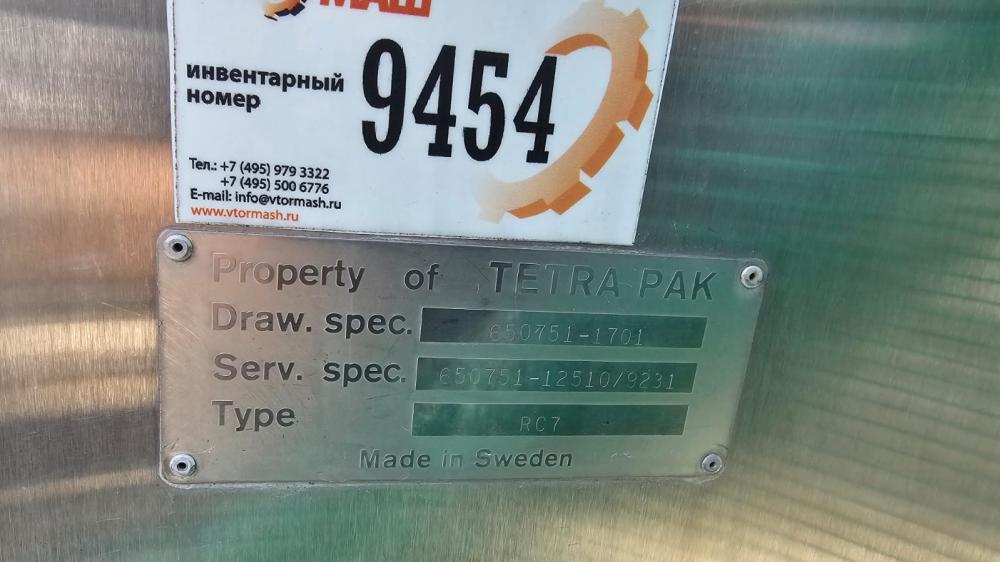 МАШ
инвентарный
номер
9454
Тел.: +7 (495) 979 3322
+7 (495) 500 6776
E-mail: info@vtormash.ru
www.vtormash.ru
Property of TETRA PAK
Draw. spec. 650751-1701
Serv. spec. 650751-12510/9231
Type RC7
Made in Sweden